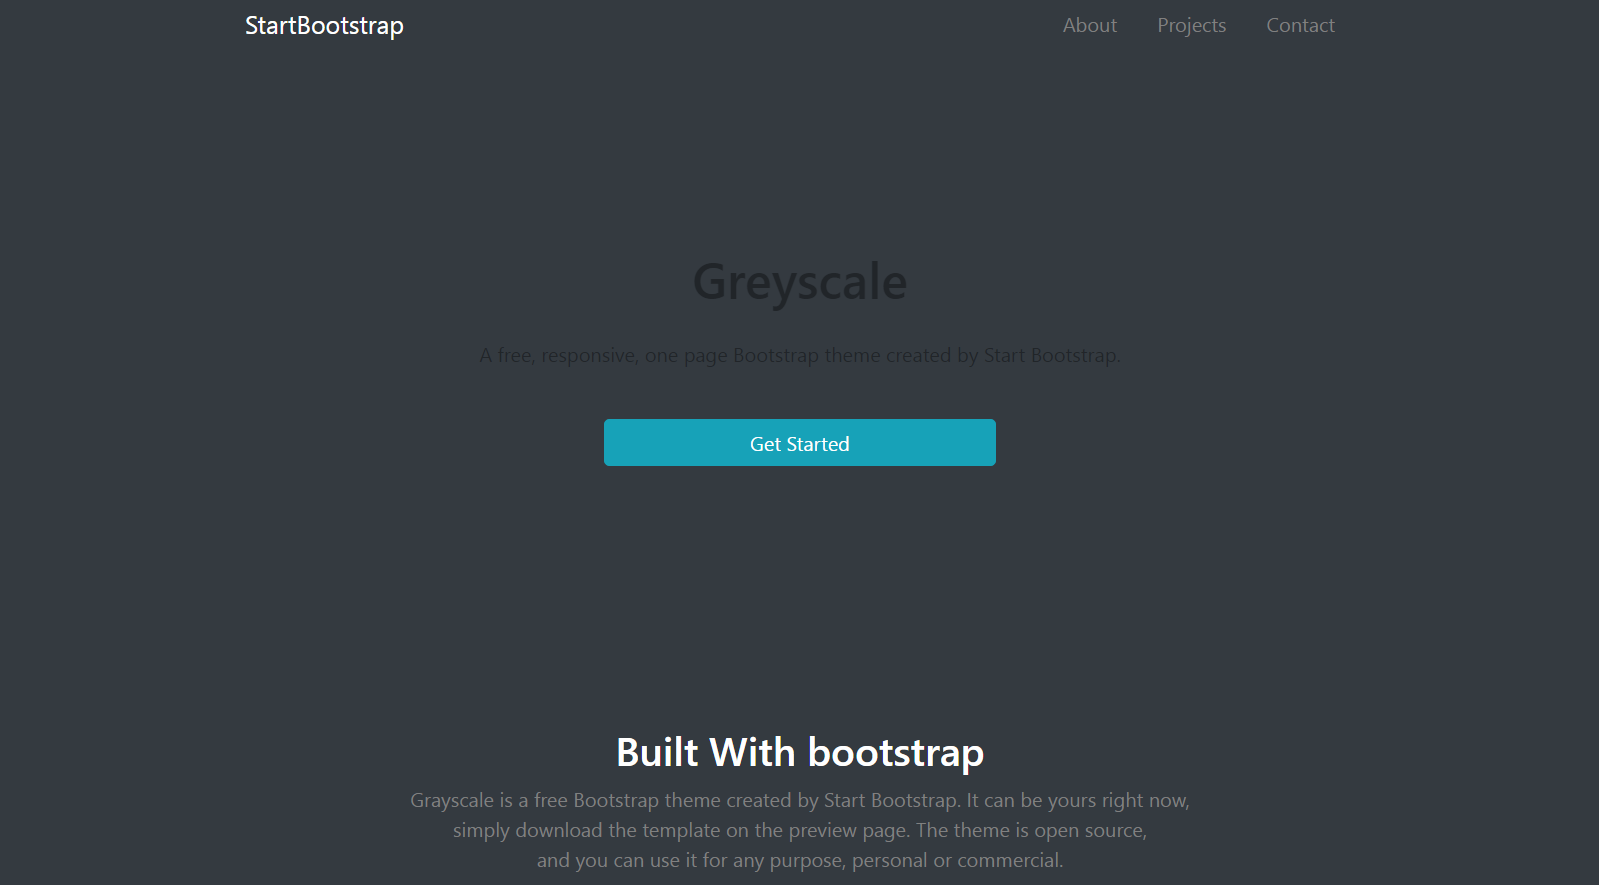 StartBootstrap
About Projects Contact
Greyscale
A free, responsive, one page Bootstrap theme created by Start Bootstrap.
Get Started
Built With bootstrap
Grayscale is a free Bootstrap theme created by Start Bootstrap. It can be yours right now,
simply download the template on the preview page. The theme is open source,
and you can use it for any purpose, personal or commercial.